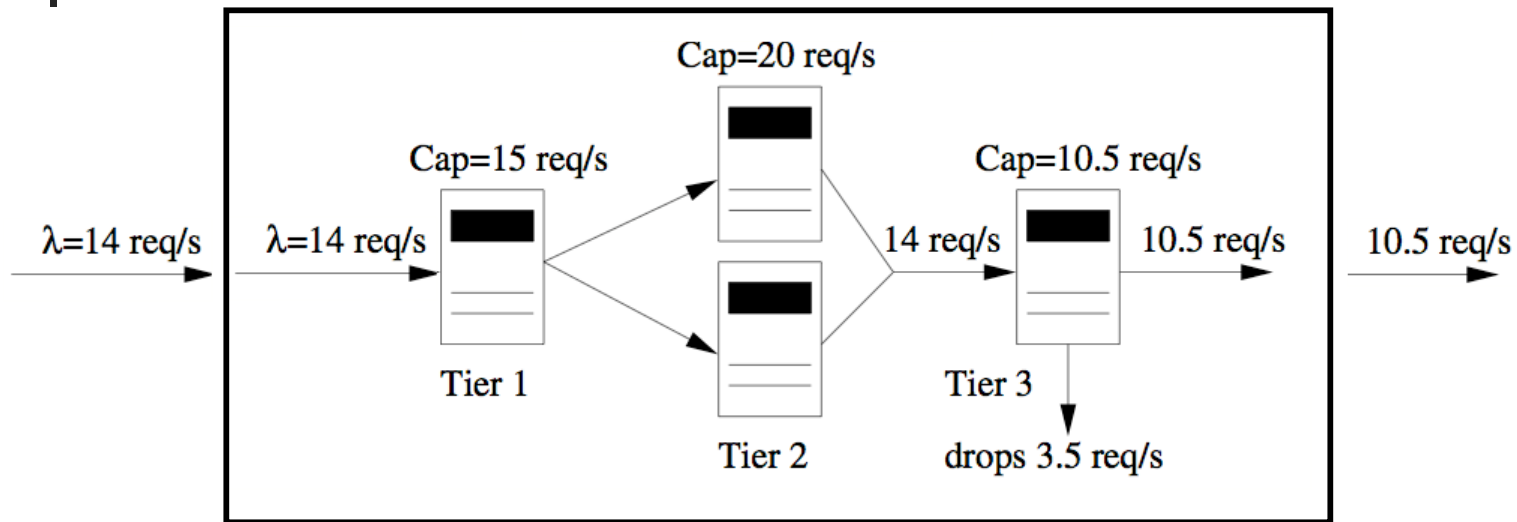 Cap=20 req/s
Cap=15 req/s
Cap=10.5 req/s
λ=14 req/s
λ=14 req/s
14 req/s
10.5 req/s
10.5 req/s
Tier 1
Tier 3
Tier 2
drops 3.5 req/s